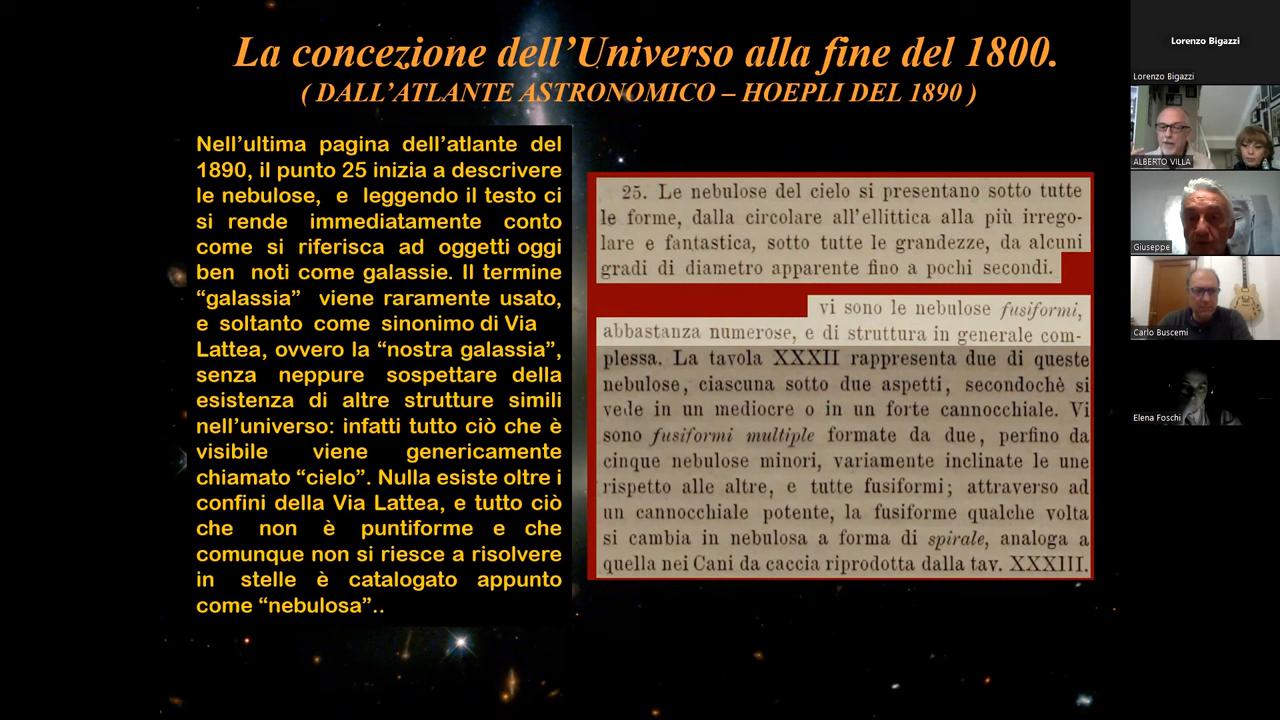 La concezione dell’Universo alla fine del 1800.
( DALL’ATLANTE ASTRONOMICO – HOEPLI DEL 1890 )
Nell’ultima pagina dell’atlante del
1890, il punto 25 inizia a descrivere
le nebulose, e leggendo il testo ci
si rende immediatamente conto
come si riferisca ad oggetti oggi
ben noti come galassie. Il termine
“galassia” viene raramente usato,
e soltanto come sinonimo di Via
Lattea, ovvero la “nostra galassia”,
senza neppure sospettare della
esistenza di altre strutture simili
nell’universo: infatti tutto ciò che è
visibile viene genericamente
chiamato “cielo”. Nulla esiste oltre i
confini della Via Lattea, e tutto ciò
che non è puntiforme e che
comunque non si riesce a risolvere
in stelle è catalogato appunto
come “nebulosa”..
25. Le nebulose del cielo si presentano sotto tutte
le forme, dalla circolare all’ellittica alla più irrego-
lare e fantastica, sotto tutte le grandezze, da alcuni
gradi di diametro apparente fino a pochi secondi.
vi sono le nebulose fusiformi,
abbastanza numerose, e di struttura in generale com-
plessa. La tavola XXXII rappresenta due di queste
nebulose, ciascuna sotto due aspetti, secondochè si
vede in un mediocre o in un forte cannocchiale. Vi
sono fusiformi multiple formate da due, perfino da
cinque nebulose minori, variamente inclinate le une
rispetto alle altre, e tutte fusiformi; attraverso ad
un cannocchiale potente, la fusiforme qualche volta
si cambia in nebulosa a forma di spirale, analoga a
quella nei Cani da caccia riprodotta dalla tav. XXXIII.
Lorenzo Bigazzi
Lorenzo Bigazzi
ALBERTO VILLA
Giuseppe
Carlo Buscemi
Elena Foschi